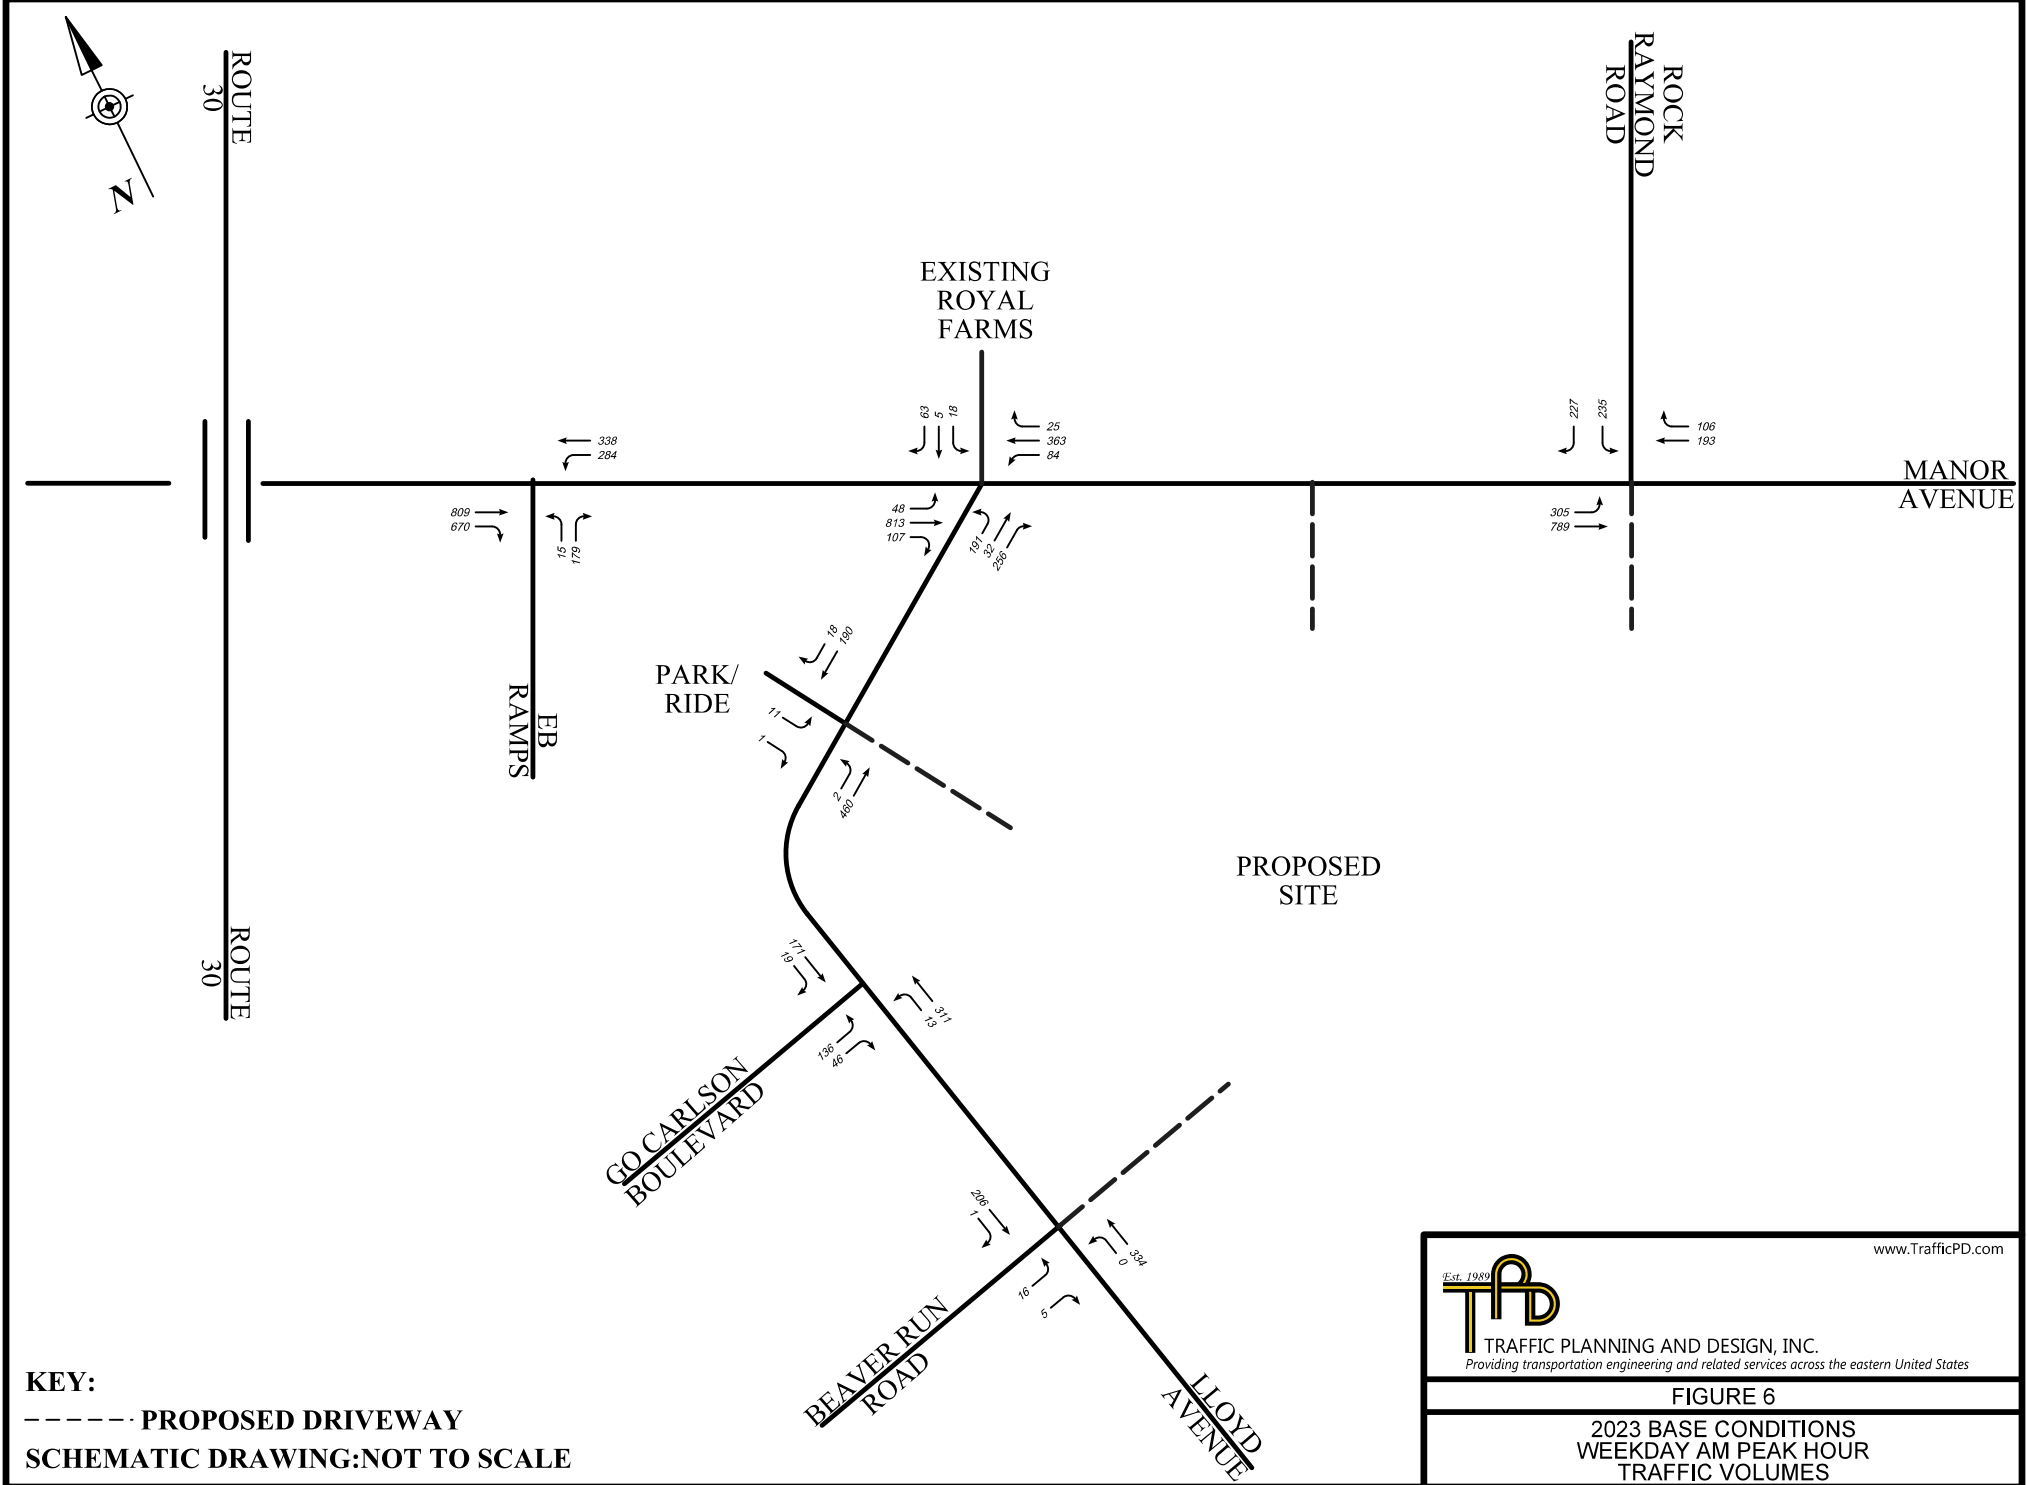 N
ROUTE
30
ROCK
RAYMOND
ROAD
EXISTING
ROYAL
FARMS
63
5
18
25
363
84
227
235
106
193
338
284
MANOR
AVENUE
809
670
15
179
48
813
107
191
32
256
305
789
18
190
PARK/
RIDE
11
1
2
460
EB
RAMPS
PROPOSED
SITE
ROUTE
30
171
19
311
13
136
46
GO CARLSON
BOULEVARD
206
1
334
0
16
5
BEAVER RUN
ROAD
LLOYD
AVENUE
KEY:
PROPOSED DRIVEWAY
SCHEMATIC DRAWING:NOT TO SCALE
www.TrafficPD.com
Est. 1989
TPD
TRAFFIC PLANNING AND DESIGN, INC.
Providing transportation engineering and related services across the eastern United States
FIGURE 6
2023 BASE CONDITIONS
WEEKDAY AM PEAK HOUR
TRAFFIC VOLUMES